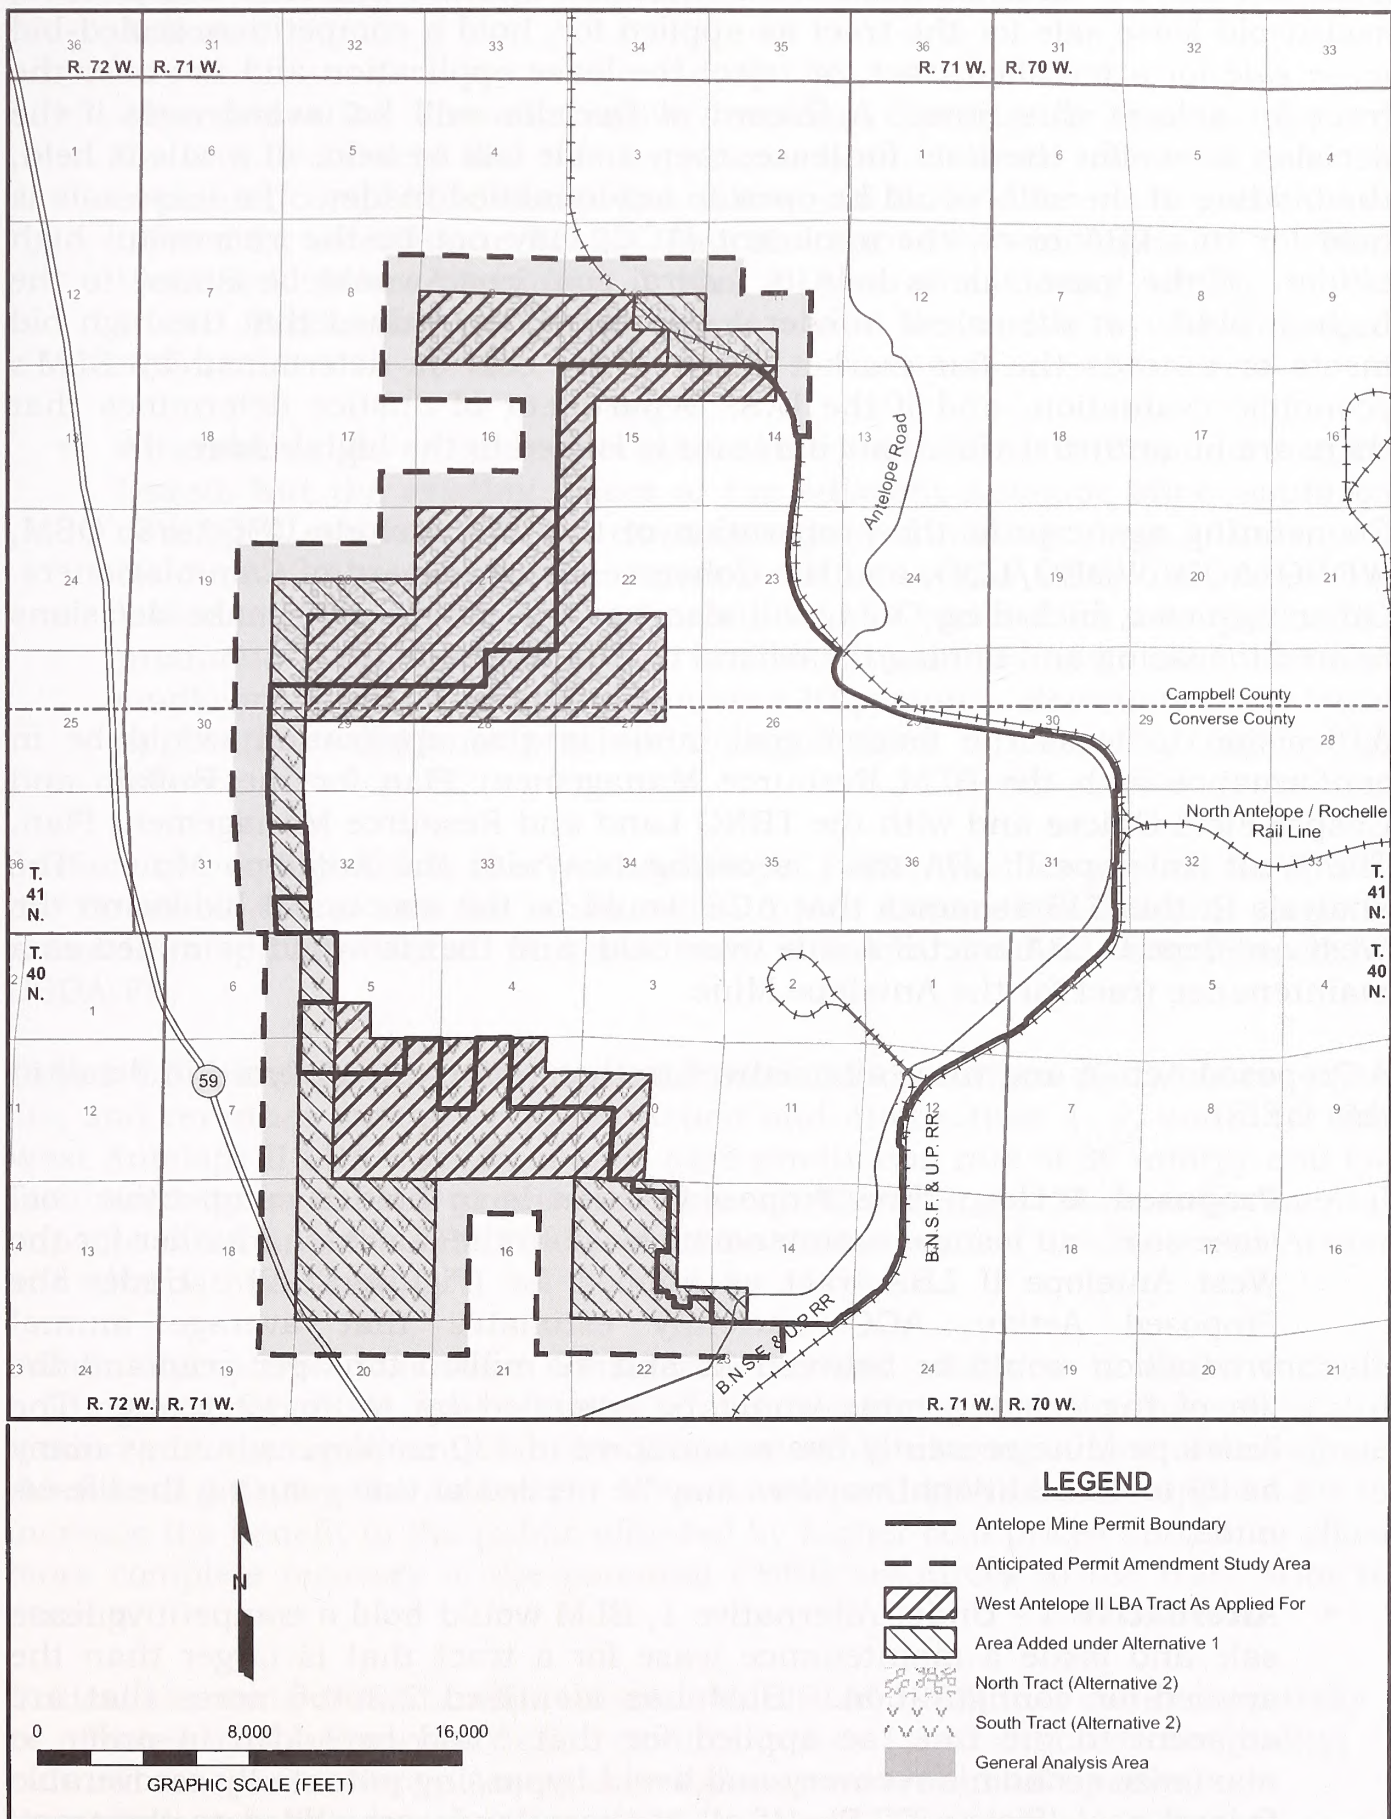 36 31 32 33 34 35 36 31 32 33
R. 72 W. R. 71 W. R. 71 W. R. 70 W.
1 6 5 4 3 2 1 6 5 4
12 7 8 12 7 8 9
13 18 17 16 15 14 13 18 17 16
Antelope Road
24 19 20 21 22 23 24 19 20 21
Campbell County
25 30 29 28 27 26 25 30 29 28
Converse County
North Antelope / Rochelle
Rail Line
36 31 32 33 34 35 36 31 32 33
T.
41
N.
T.
41
N.
T.
40
N.
T.
40
N.
2 1 6 5 4 3 2 1 5 4
59
11 12 7 11 12 7 8 9
B.N.S.F. & U.P. RR
14 13 18 17 16 14 18 17 16
B.N.S.F. & U.P. RR
23 24 19 20 21 22 23 24 19 20 21
R. 72 W. R. 71 W. R. 71 W. R. 70 W.
N
0 8,000 16,000
GRAPHIC SCALE (FEET)
LEGEND
Antelope Mine Permit Boundary
Anticipated Permit Amendment Study Area
West Antelope II LBA Tract As Applied For
Area Added under Alternative 1
North Tract (Alternative 2)
South Tract (Alternative 2)
General Analysis Area